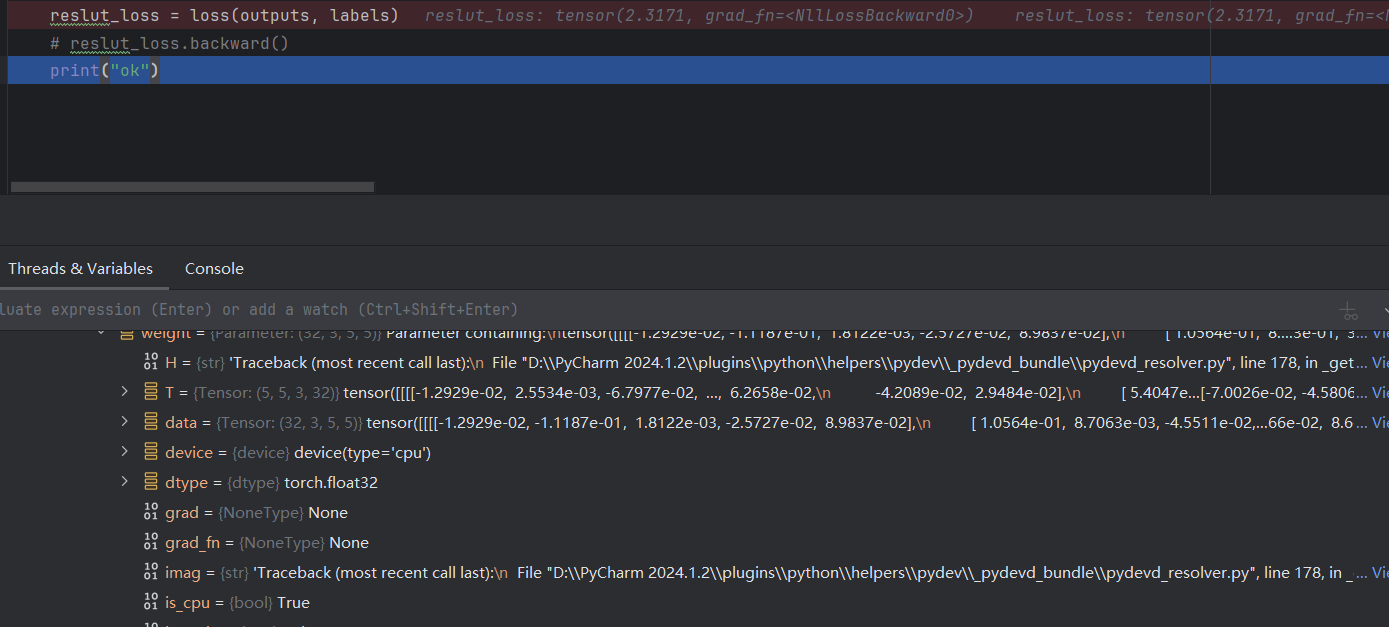 reslut_loss = loss(outputs, labels) reslut_loss: tensor(2.3171, grad_fn=<NllLossBackward0>) reslut_loss: tensor(2.3171, grad_fn=<
# reslut_loss.backward()
print("ok")
Threads & Variables Console
luate expression (Enter) or add a watch (Ctrl+Shift+Enter)
weight = {Parameter: (32, 3, 5, 5)} Parameter containing:\ntensor([[[[-1.2929e-02, -1.1187e-01, 1.8122e-03, -2.5727e-02, 8.9837e-02],\n [ 1.0564e-01, 8....3e-01, 3... Vie
H = {str} 'Traceback (most recent call last):\n File "D:\\PyCharm 2024.1.2\\plugins\\python\\helpers\\pydev\\_pydevd_bundle\\pydevd_resolver.py", line 178, in _get... Vie
T = {Tensor: (5, 5, 3, 32)} tensor([[[[-1.2929e-02, 2.5534e-03, -6.7977e-02, ..., 6.2658e-02,\n -4.2089e-02, 2.9484e-02],\n [ 5.4047e...[-7.0026e-02, -4.5806... Vie
data = {Tensor: (32, 3, 5, 5)} tensor([[[[-1.2929e-02, -1.1187e-01, 1.8122e-03, -2.5727e-02, 8.9837e-02],\n [ 1.0564e-01, 8.7063e-03, -4.5511e-02,...66e-02, 8.6... Vie
device = {device} device(type='cpu')
dtype = {dtype} torch.float32
grad = {NoneType} None
grad_fn = {NoneType} None
imag = {str} 'Traceback (most recent call last):\n File "D:\\PyCharm 2024.1.2\\plugins\\python\\helpers\\pydev\\_pydevd_bundle\\pydevd_resolver.py", line 178, in _... Vie
is_cpu = {bool} True